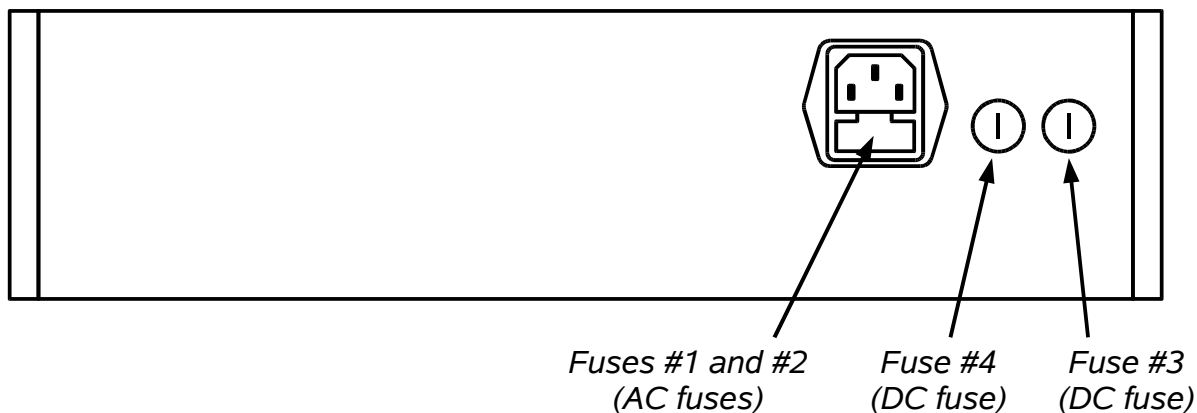 Fuses #1 and #2
(AC fuses)
Fuse #4
(DC fuse)
Fuse #3
(DC fuse)